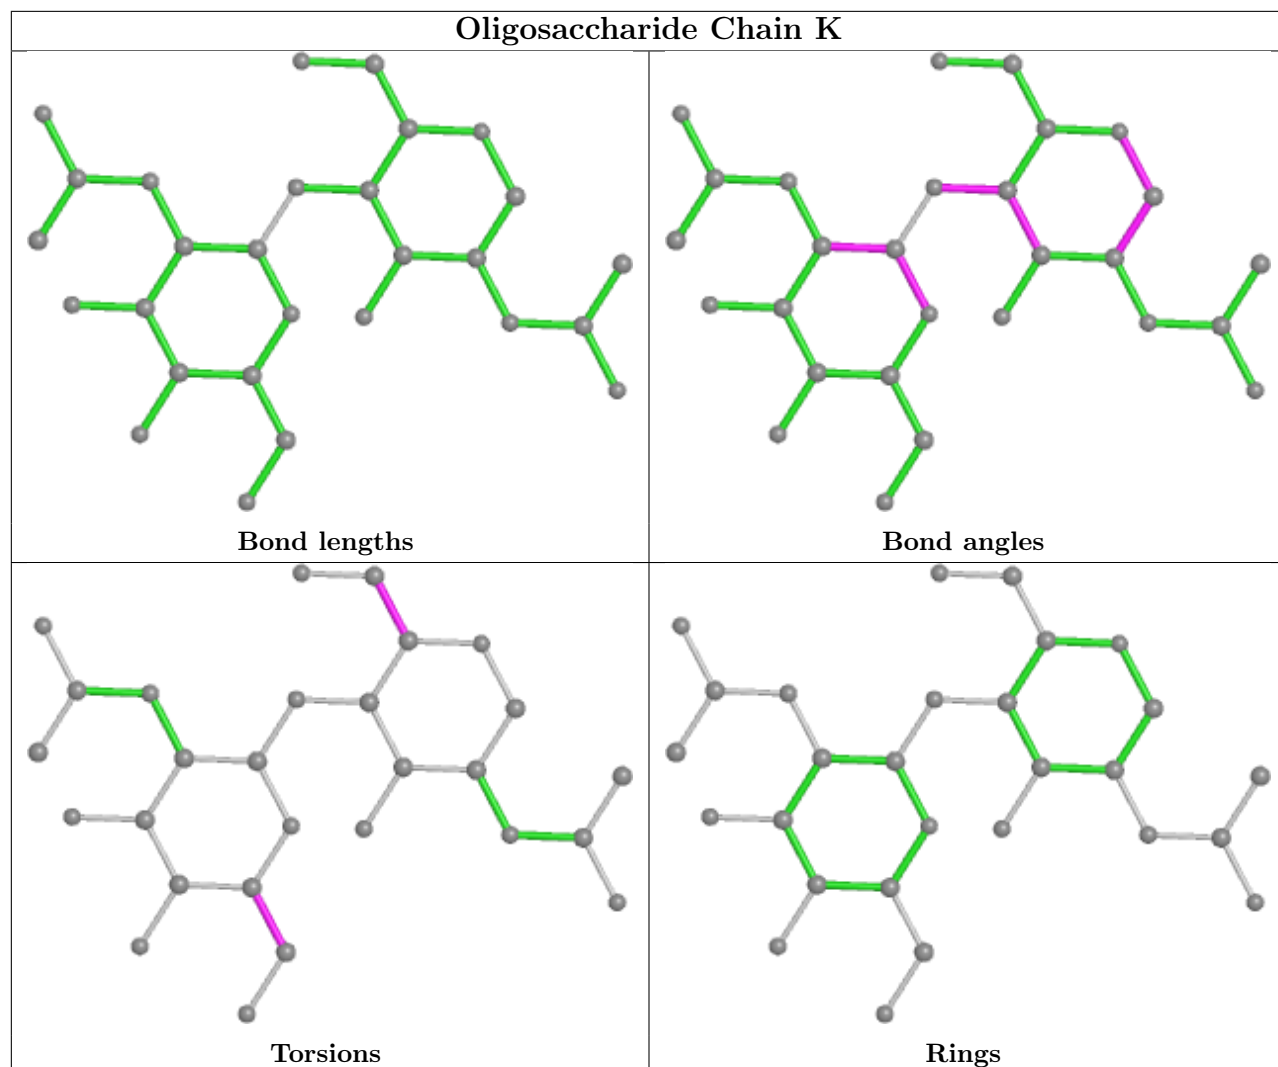 Oligosaccharide Chain K
Bond lengths
Bond angles
Torsions
Rings